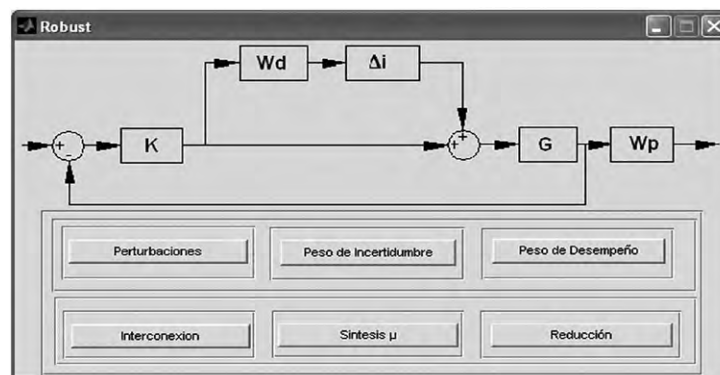 Robust
Wd
Δi
K
G
Wp
+
-
+
+
Perturbaciones
Peso de Incertidumbre
Peso de Desempeño
Interconexion
Sintesis µ
Reducción